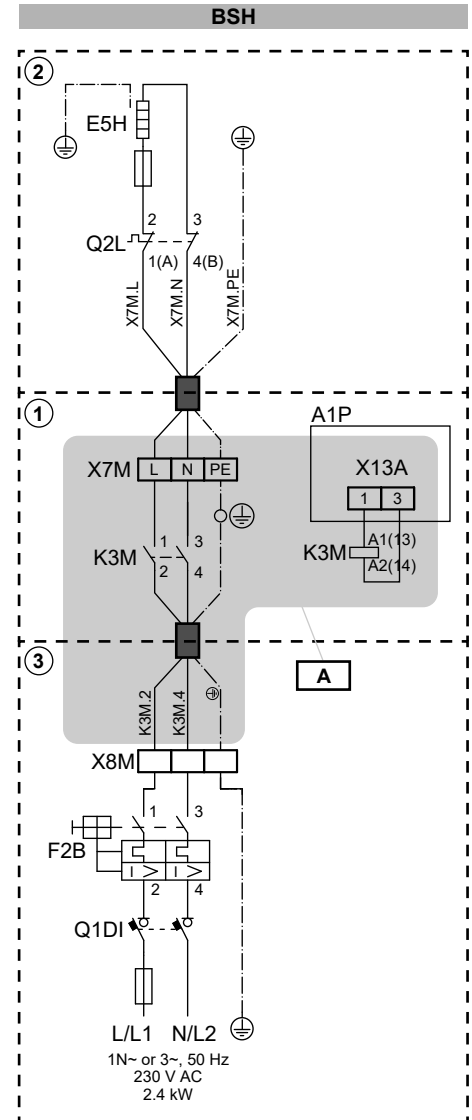 BSH
2
E5H
2 3
Q2L
1(A) 4(B)
X7M.L
X7M.N
X7M.PE
1
A1P
X7M L N PE
X13A
1 3
K3M 1 3
2 4
K3M A1(13)
A2(14)
3
A
K3M.2
K3M.4
X8M
1 3
F2B
I > I >
2 4
Q1DI
L/L1 N/L2
1N~ or 3~, 50 Hz
230 V AC
2.4 kW